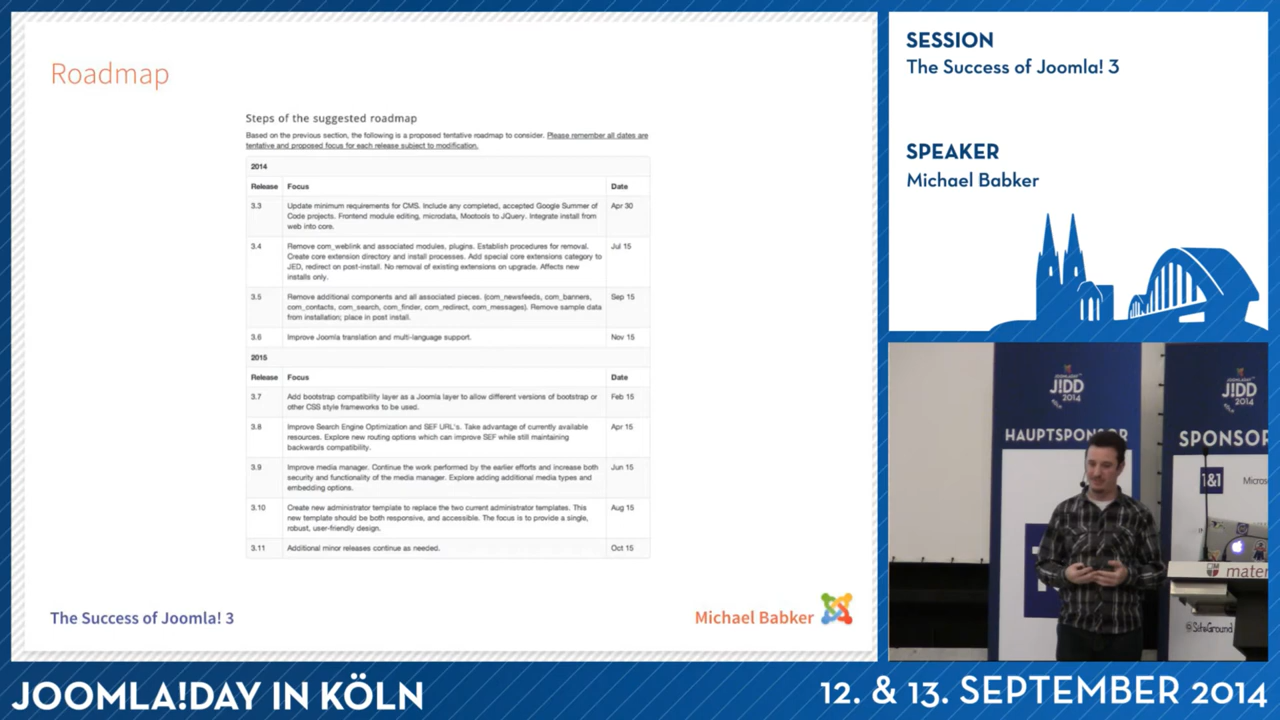 Roadmap
Steps of the suggested roadmap
Based on the previous section, the following is a proposed tentative roadmap to consider. Please remember all dates are
tentative and proposed focus for each release subject to modification.
2014
Release Focus Date
3.3 Update minimum requirements for CMS. Include any completed, accepted Google Summer of Apr 30
Code projects. Frontend module editing, microdata, Mootools to JQuery. Integrate install from
web into core.
3.4 Remove com_weblink and associated modules, plugins. Establish procedures for removal. Jul 15
Create core extension directory and install processes. Add special core extensions category to
JED, redirect on post-install. No removal of existing extensions on upgrade. Affects new
installs only.
3.5 Remove additional components and all associated pieces. (com_newsfeeds, com_banners, Sep 15
com_contacts, com_search, com_finder, com_redirect, com_messages). Remove sample data
from installation; place in post install.
3.6 Improve Joomla translation and multi-language support. Nov 15
2015
Release Focus Date
3.7 Add bootstrap compatibility layer as a Joomla layer to allow different versions of bootstrap or Feb 15
other CSS style frameworks to be used.
3.8 Improve Search Engine Optimization and SEF URL's. Take advantage of currently available Apr 15
resources. Explore new routing options which can improve SEF while still maintaining
backwards compatibility.
3.9 Improve media manager. Continue the work performed by the earlier efforts and increase both Jun 15
security and functionality of the media manager. Explore adding additional media types and
embedding options.
3.10 Create new administrator template to replace the two current administrator templates. This Aug 15
new template should be both responsive, and accessible. The focus is to provide a single,
robust, user-friendly design.
3.11 Additional minor releases continue as needed. Oct 15
The Success of Joomla! 3
Michael Babker
SESSION
The Success of Joomla! 3
SPEAKER
Michael Babker
J!DD
2014
J!DD
2014
HAUPTSPONSOR
SPONSOR
1&1
Micros
mater
JOOMLA!DAY IN KÖLN
12. & 13. SEPTEMBER 2014